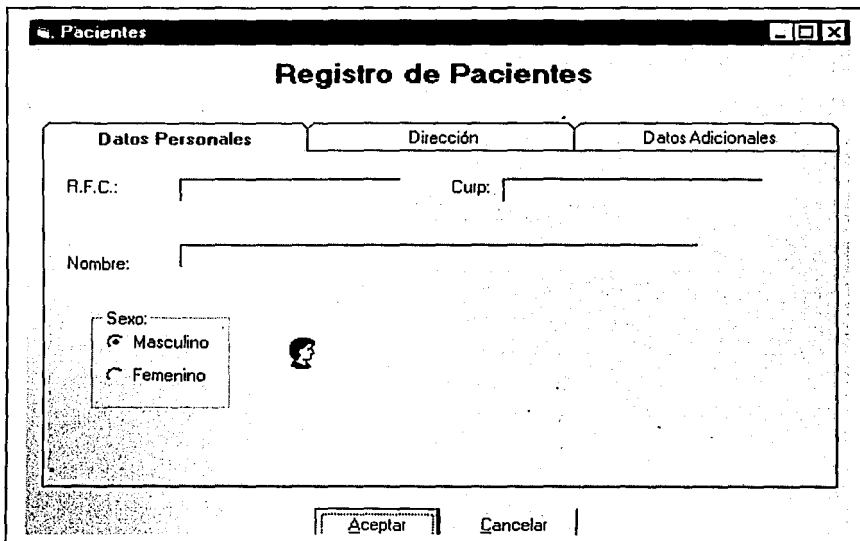 Pacientes
Registro de Pacientes
Datos Personales Dirección Datos Adicionales
R.F.C.: Curp:
Nombre:
Sexo:
Masculino
Femenino
Aceptar Cancelar